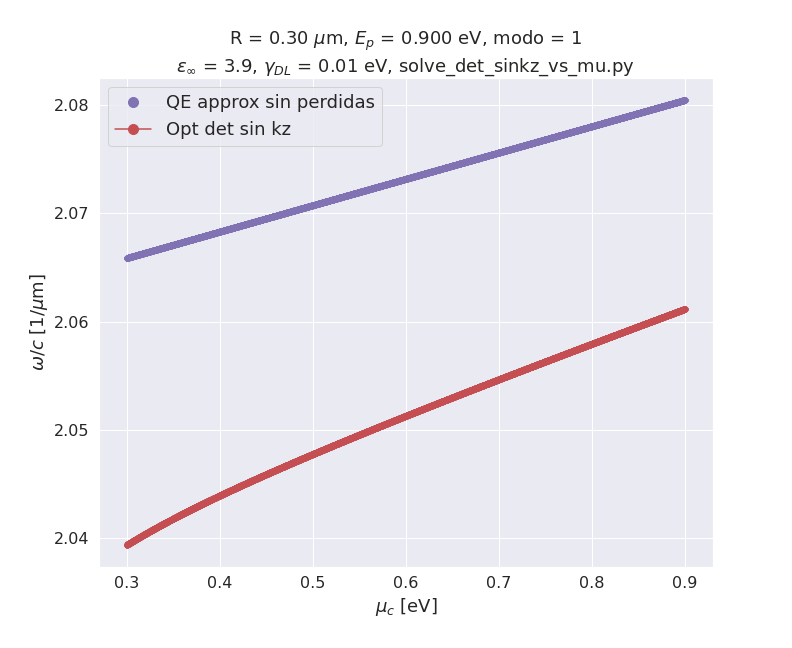 R = 0.30 μm, E_p = 0.900 eV, modo = 1
ε_∞ = 3.9, γ_DL = 0.01 eV, solve_det_sinkz_vs_mu.py
QE approx sin perdidas
Opt det sin kz
2.08
2.07
2.06
2.05
2.04
ω/c [1/μm]
0.3 0.4 0.5 0.6 0.7 0.8 0.9
μ_c [eV]